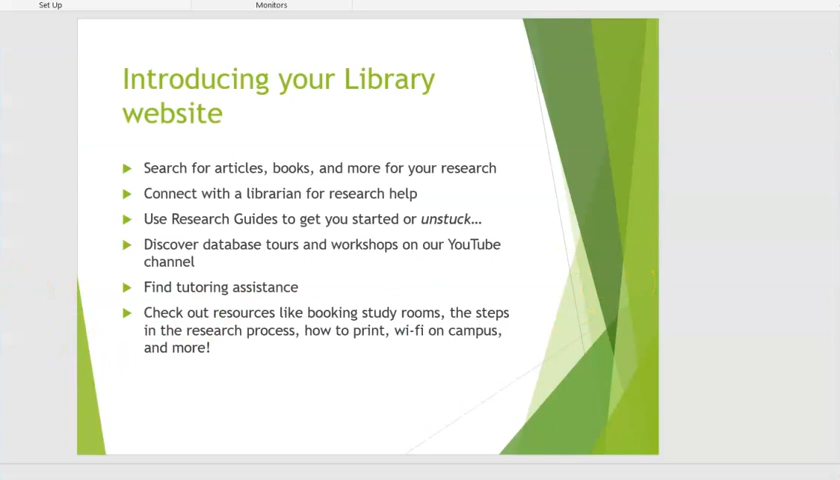 Set Up Monitors
Introducing your Library
website
Search for articles, books, and more for your research
Connect with a librarian for research help
Use Research Guides to get you started or unstuck…
Discover database tours and workshops on our YouTube
channel
Find tutoring assistance
Check out resources like booking study rooms, the steps
in the research process, how to print, wi-fi on campus,
and more!